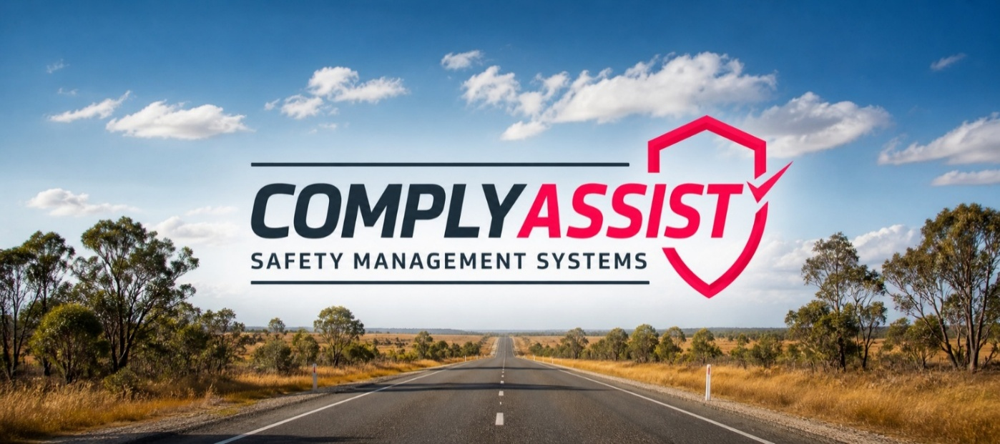 COMPLYASSIST
SAFETY MANAGEMENT SYSTEMS